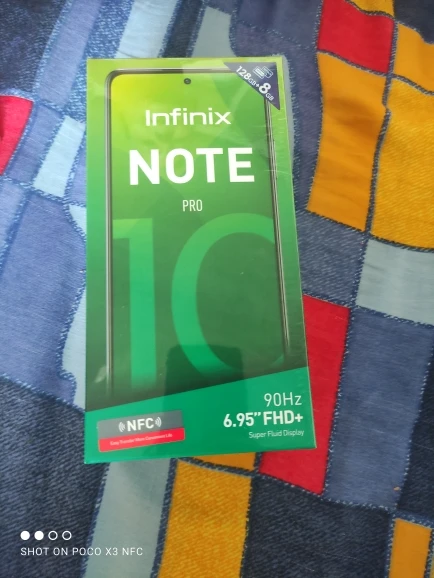 128GB+8GB
Infinix
NOTE
PRO
10
90Hz
6.95" FHD+
Super Fluid Display
NFC
SHOT ON POCO X3 NFC